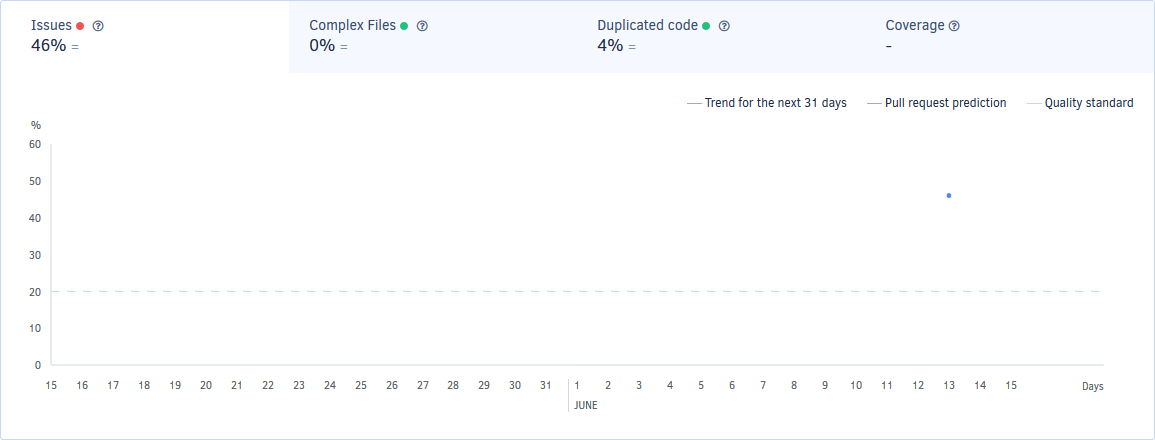 Issues
Complex Files
Duplicated code
Coverage
46% =
0% =
4% =
-
Trend for the next 31 days
Pull request prediction
Quality standard
%
60
50
40
30
20
10
0
15 16 17 18 19 20 21 22 23 24 25 26 27 28 29 30 31 1 2 3 4 5 6 7 8 9 10 11 12 13 14 15 Days
JUNE